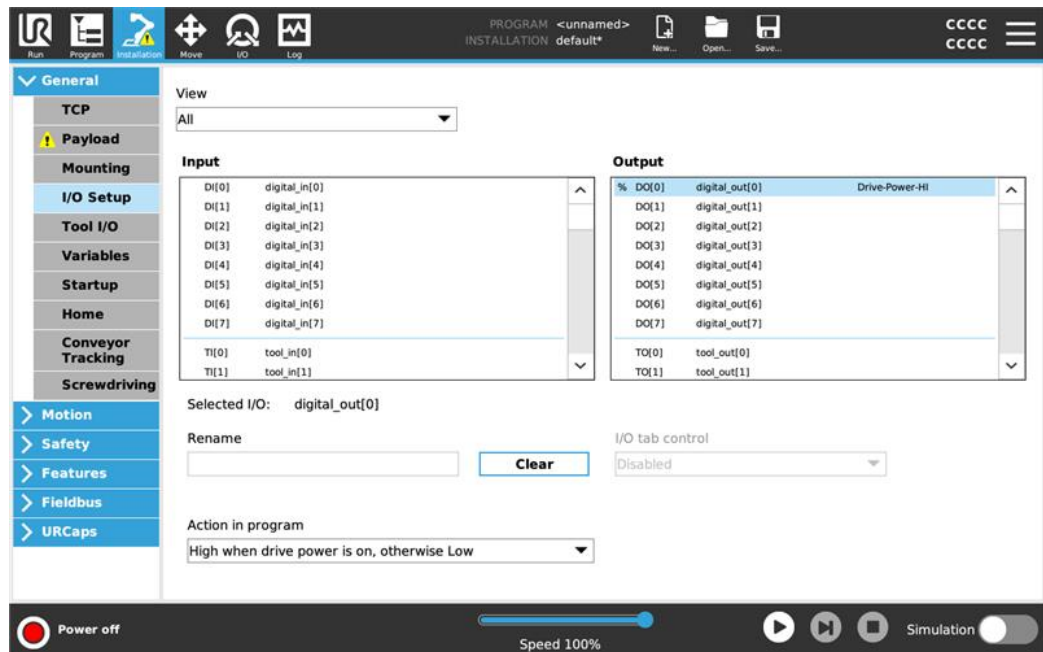 PROGRAM <unnamed>
INSTALLATION default*
CCCC
CCCC
UR
Run
Program
Installation
Move
I/O
Log
New...
Open...
Save...
General
TCP
Payload
Mounting
I/O Setup
Tool I/O
Variables
Startup
Home
Conveyor
Tracking
Screwdriving
Motion
Safety
Features
Fieldbus
URCaps
View
All
Input
DI[0] digital_in[0]
DI[1] digital_in[1]
DI[2] digital_in[2]
DI[3] digital_in[3]
DI[4] digital_in[4]
DI[5] digital_in[5]
DI[6] digital_in[6]
DI[7] digital_in[7]
TI[0] tool_in[0]
TI[1] tool_in[1]
Output
% DO[0] digital_out[0] Drive-Power-HI
DO[1] digital_out[1]
DO[2] digital_out[2]
DO[3] digital_out[3]
DO[4] digital_out[4]
DO[5] digital_out[5]
DO[6] digital_out[6]
DO[7] digital_out[7]
TO[0] tool_out[0]
TO[1] tool_out[1]
Selected I/O: digital_out[0]
Rename
Clear
I/O tab control
Disabled
Action in program
High when drive power is on, otherwise Low
Power off
Speed 100%
Simulation